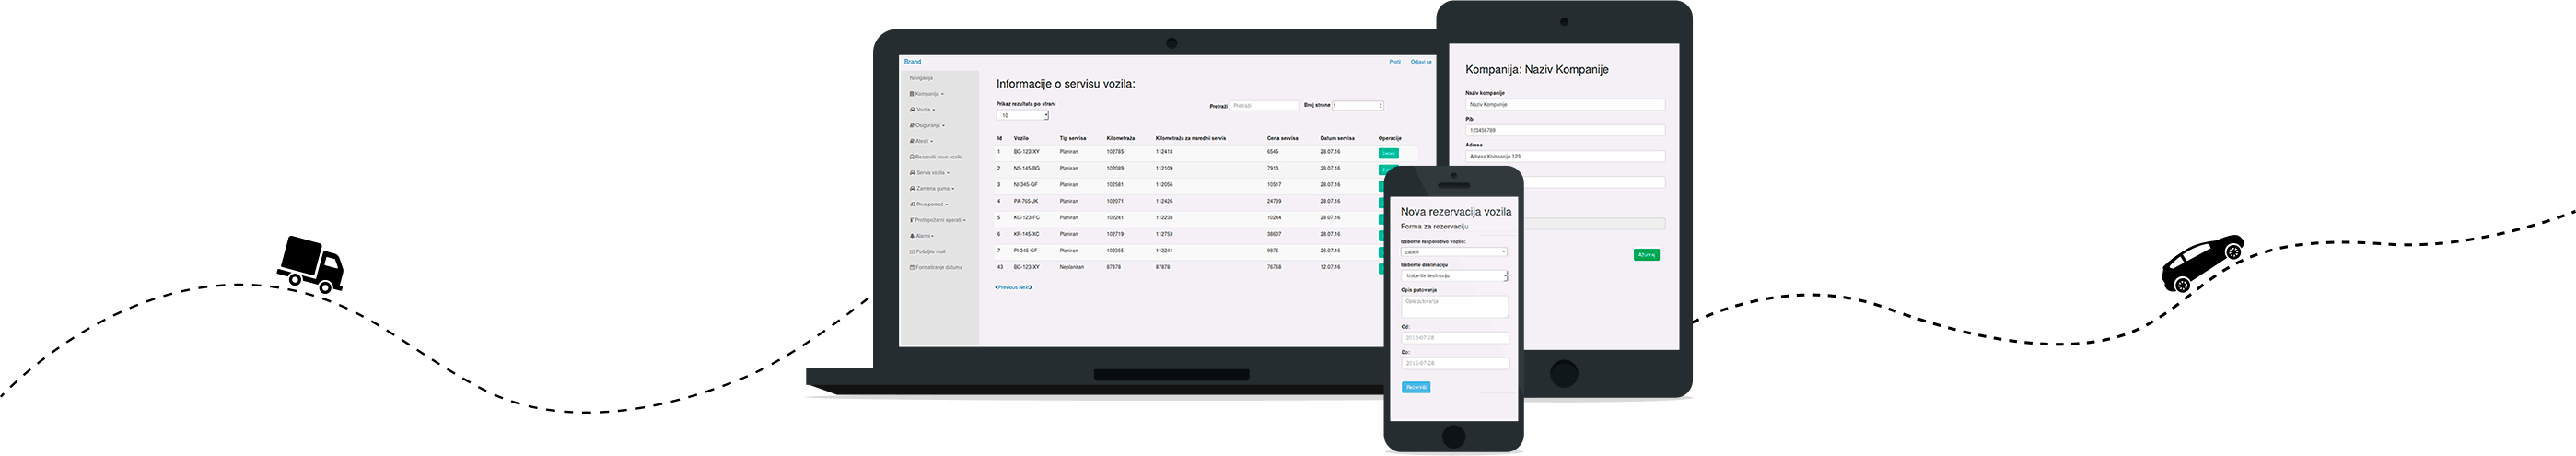 Brand
Profil Odjavi se
Navigacija
Kompanija
Vozila
Osiguranja
Atesti
Rezerviši novo vozilo
Servis vozila
Zamena guma
Prva pomoć
Protivpožarni aparati
Alarmi
Pošaljite mail
Formatiranje datuma
Informacije o servisu vozila:
Prikaz rezultata po strani
10
Pretraži Pretraži Broj strane 1
Id Vozilo Tip servisa Kilometraža Kilometraža za naredni servis Cena servisa Datum servisa Operacije
1 BG-123-XY Planiran 102785 112418 6545 28.07.16
2 NS-145-BG Planiran 102089 112109 7913 28.07.16
3 NI-345-GF Planiran 102581 112056 10517 28.07.16
4 PA-765-JK Planiran 102071 112426 24739 28.07.16
5 KG-123-FC Planiran 102241 112238 10244 28.07.16
6 KR-145-XC Planiran 102719 112753 38607 28.07.16
7 PI-345-GF Planiran 102355 112241 9876 28.07.16
43 BG-123-XY Neplaniran 87878 87878 76768 12.07.16
Previous Next
Kompanija: Naziv Kompanije
Naziv kompanije
Naziv Kompanije
Pib
123456789
Adresa
Adresa Kompanije 123
Ažuriraj
Nova rezervacija vozila
Forma za rezervaciju
Izaberite raspoloživo vozilo:
Izaberi
Izaberite destinaciju
Izaberite destinaciju
Opis putovanja
Opis putovanja
Od:
2016-07-28
Do:
2016-07-28
Rezerviši